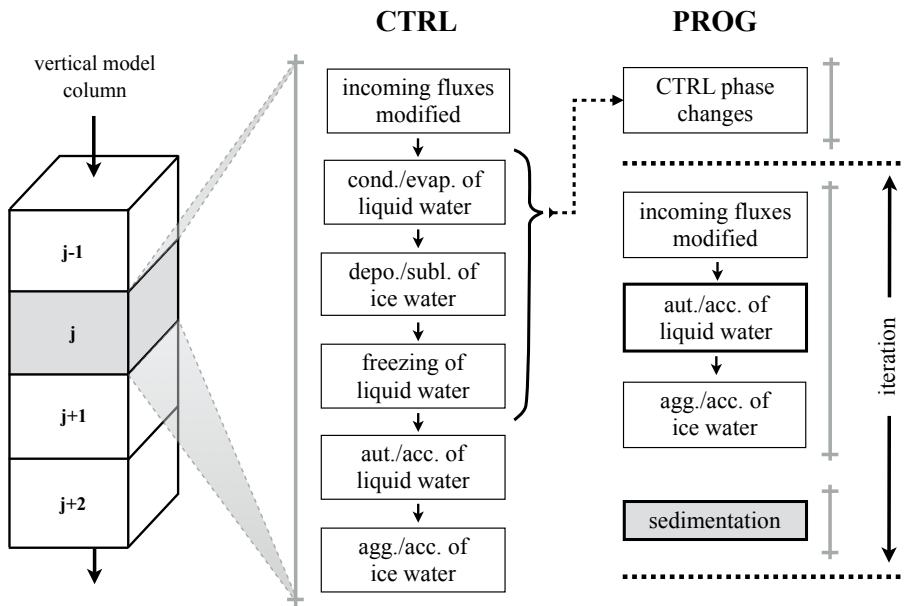 CTRL
PROG
vertical model
column
j-1
j
j+1
j+2
incoming fluxes
modified
cond./evap. of
liquid water
depo./subl. of
ice water
freezing of
liquid water
aut./acc. of
liquid water
agg./acc. of
ice water
CTRL phase
changes
incoming fluxes
modified
aut./acc. of
liquid water
agg./acc. of
ice water
sedimentation
iteration